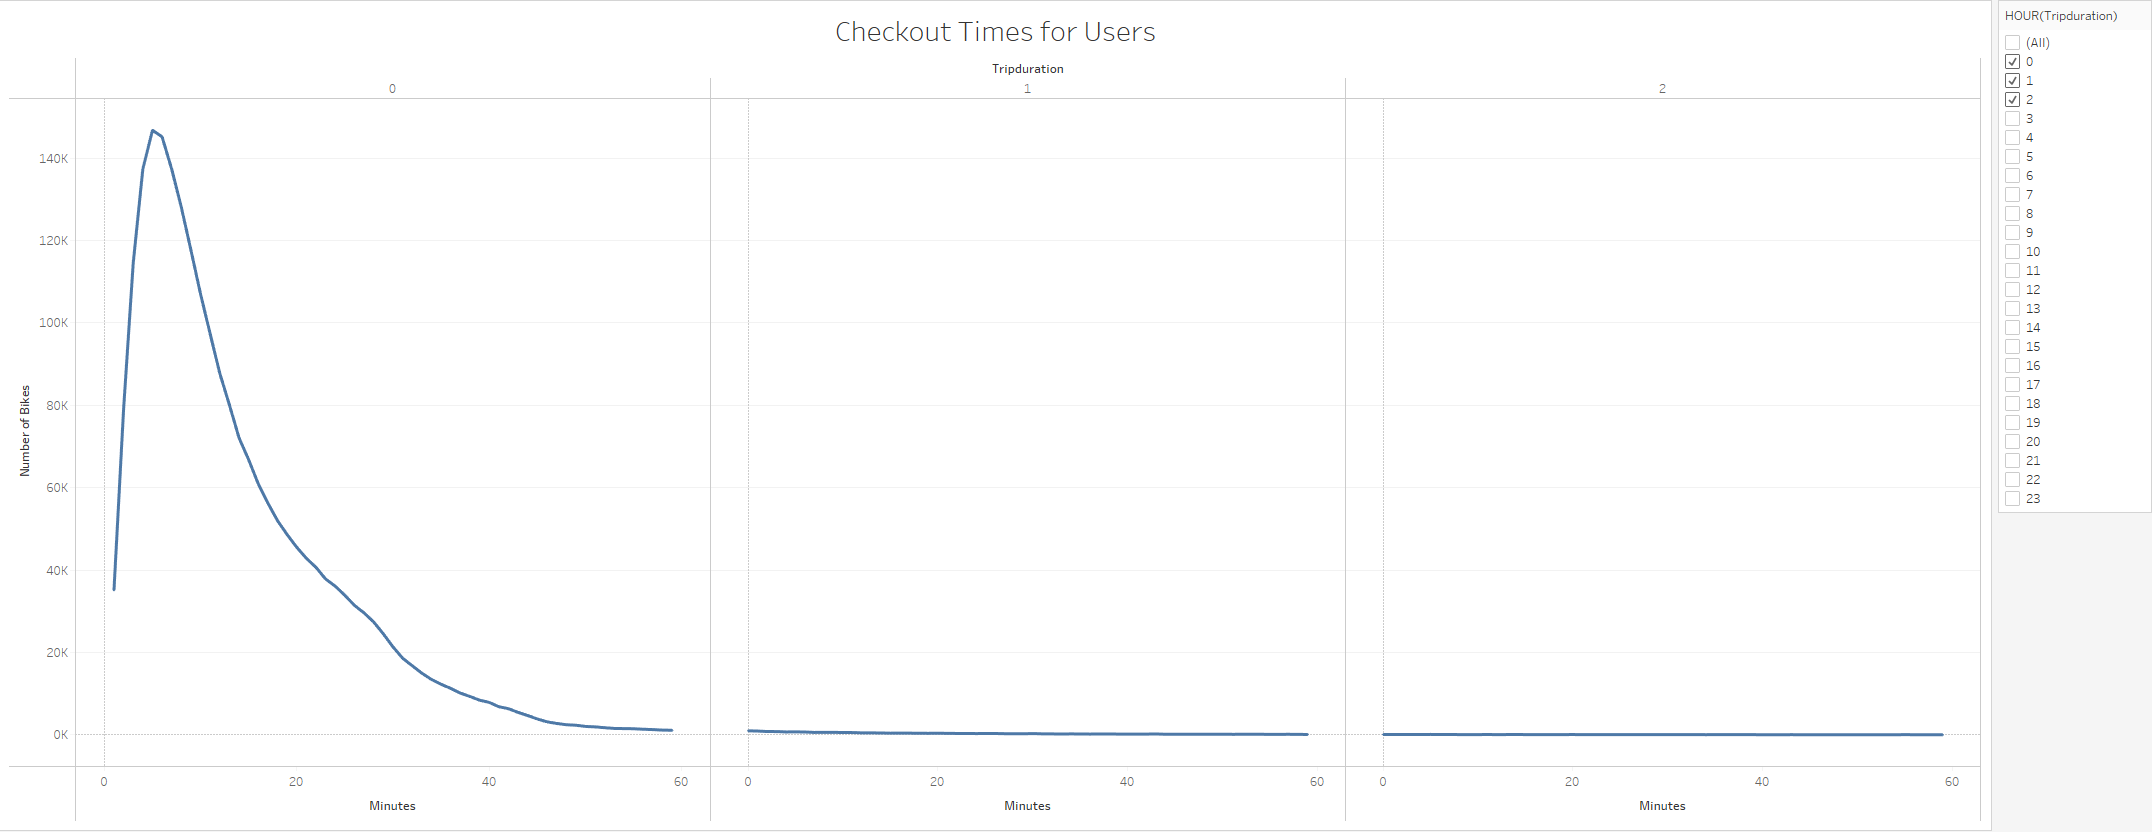 Checkout Times for Users
Tripduration
0 1 2
140K
120K
100K
80K
60K
40K
20K
0K
Number of Bikes
0 20 40 60 0 20 40 60 0 20 40 60
Minutes Minutes Minutes
HOUR(Tripduration)
(All)
0
1
2
3
4
5
6
7
8
9
10
11
12
13
14
15
16
17
18
19
20
21
22
23